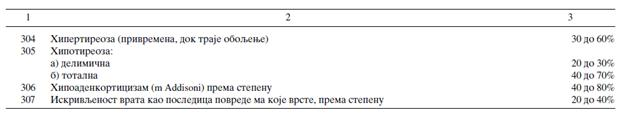 1 2 3
304 Хипертиреоза (привремена, док траје обољење) 30 до 60%
305 Хипотиреоза:
а) делимична 20 до 30%
б) тотална 40 до 70%
306 Хипоаденкортицизам (m Addisoni) према степену 40 до 80%
307 Искривљеност врата као последица повреде ма које врсте, према степену 20 до 40%